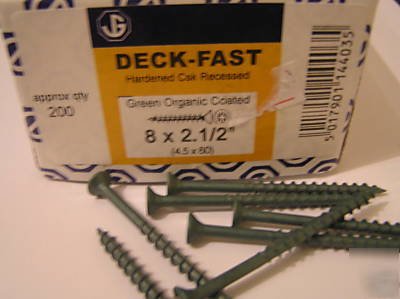 JG
DECK-FAST
Hardened Csk Recessed
approx qty
200
Green Organic Coated
8 x 2.1/2"
(4.5 x 60)
5 017901 144035